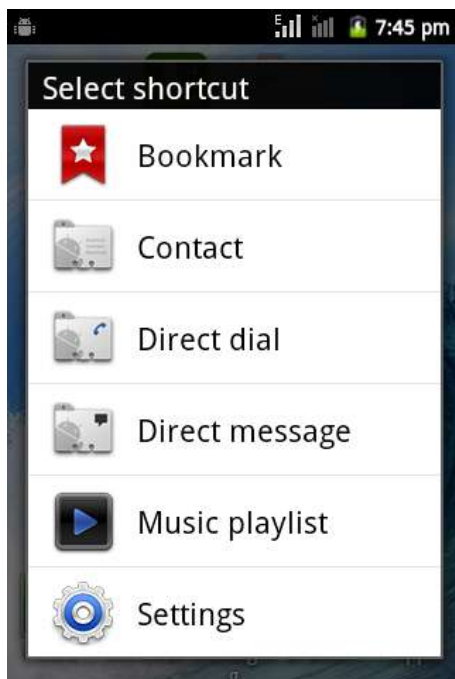 E
7:45 pm
Select shortcut
Bookmark
Contact
Direct dial
Direct message
Music playlist
Settings